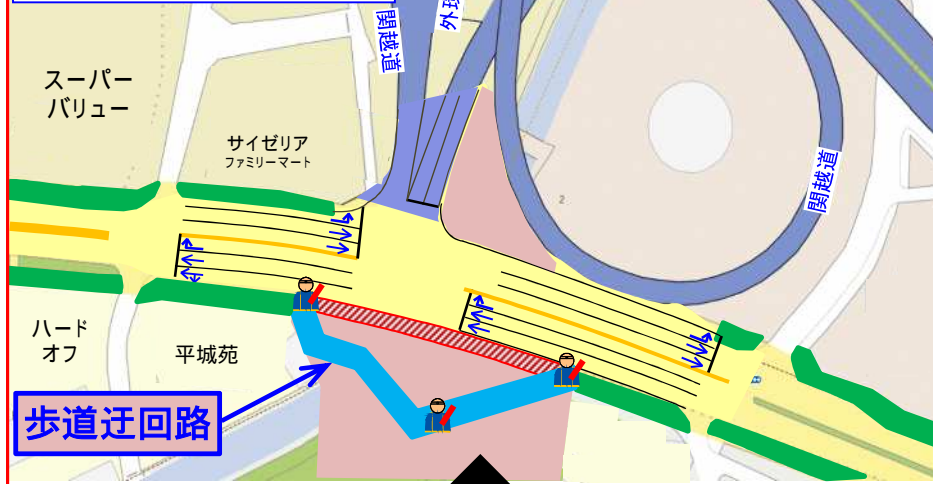 関越道
外環
スーパー
バリュー
サイゼリア
ファミリーマート
関越道
2
ハード
オフ
平城苑
歩道迂回路